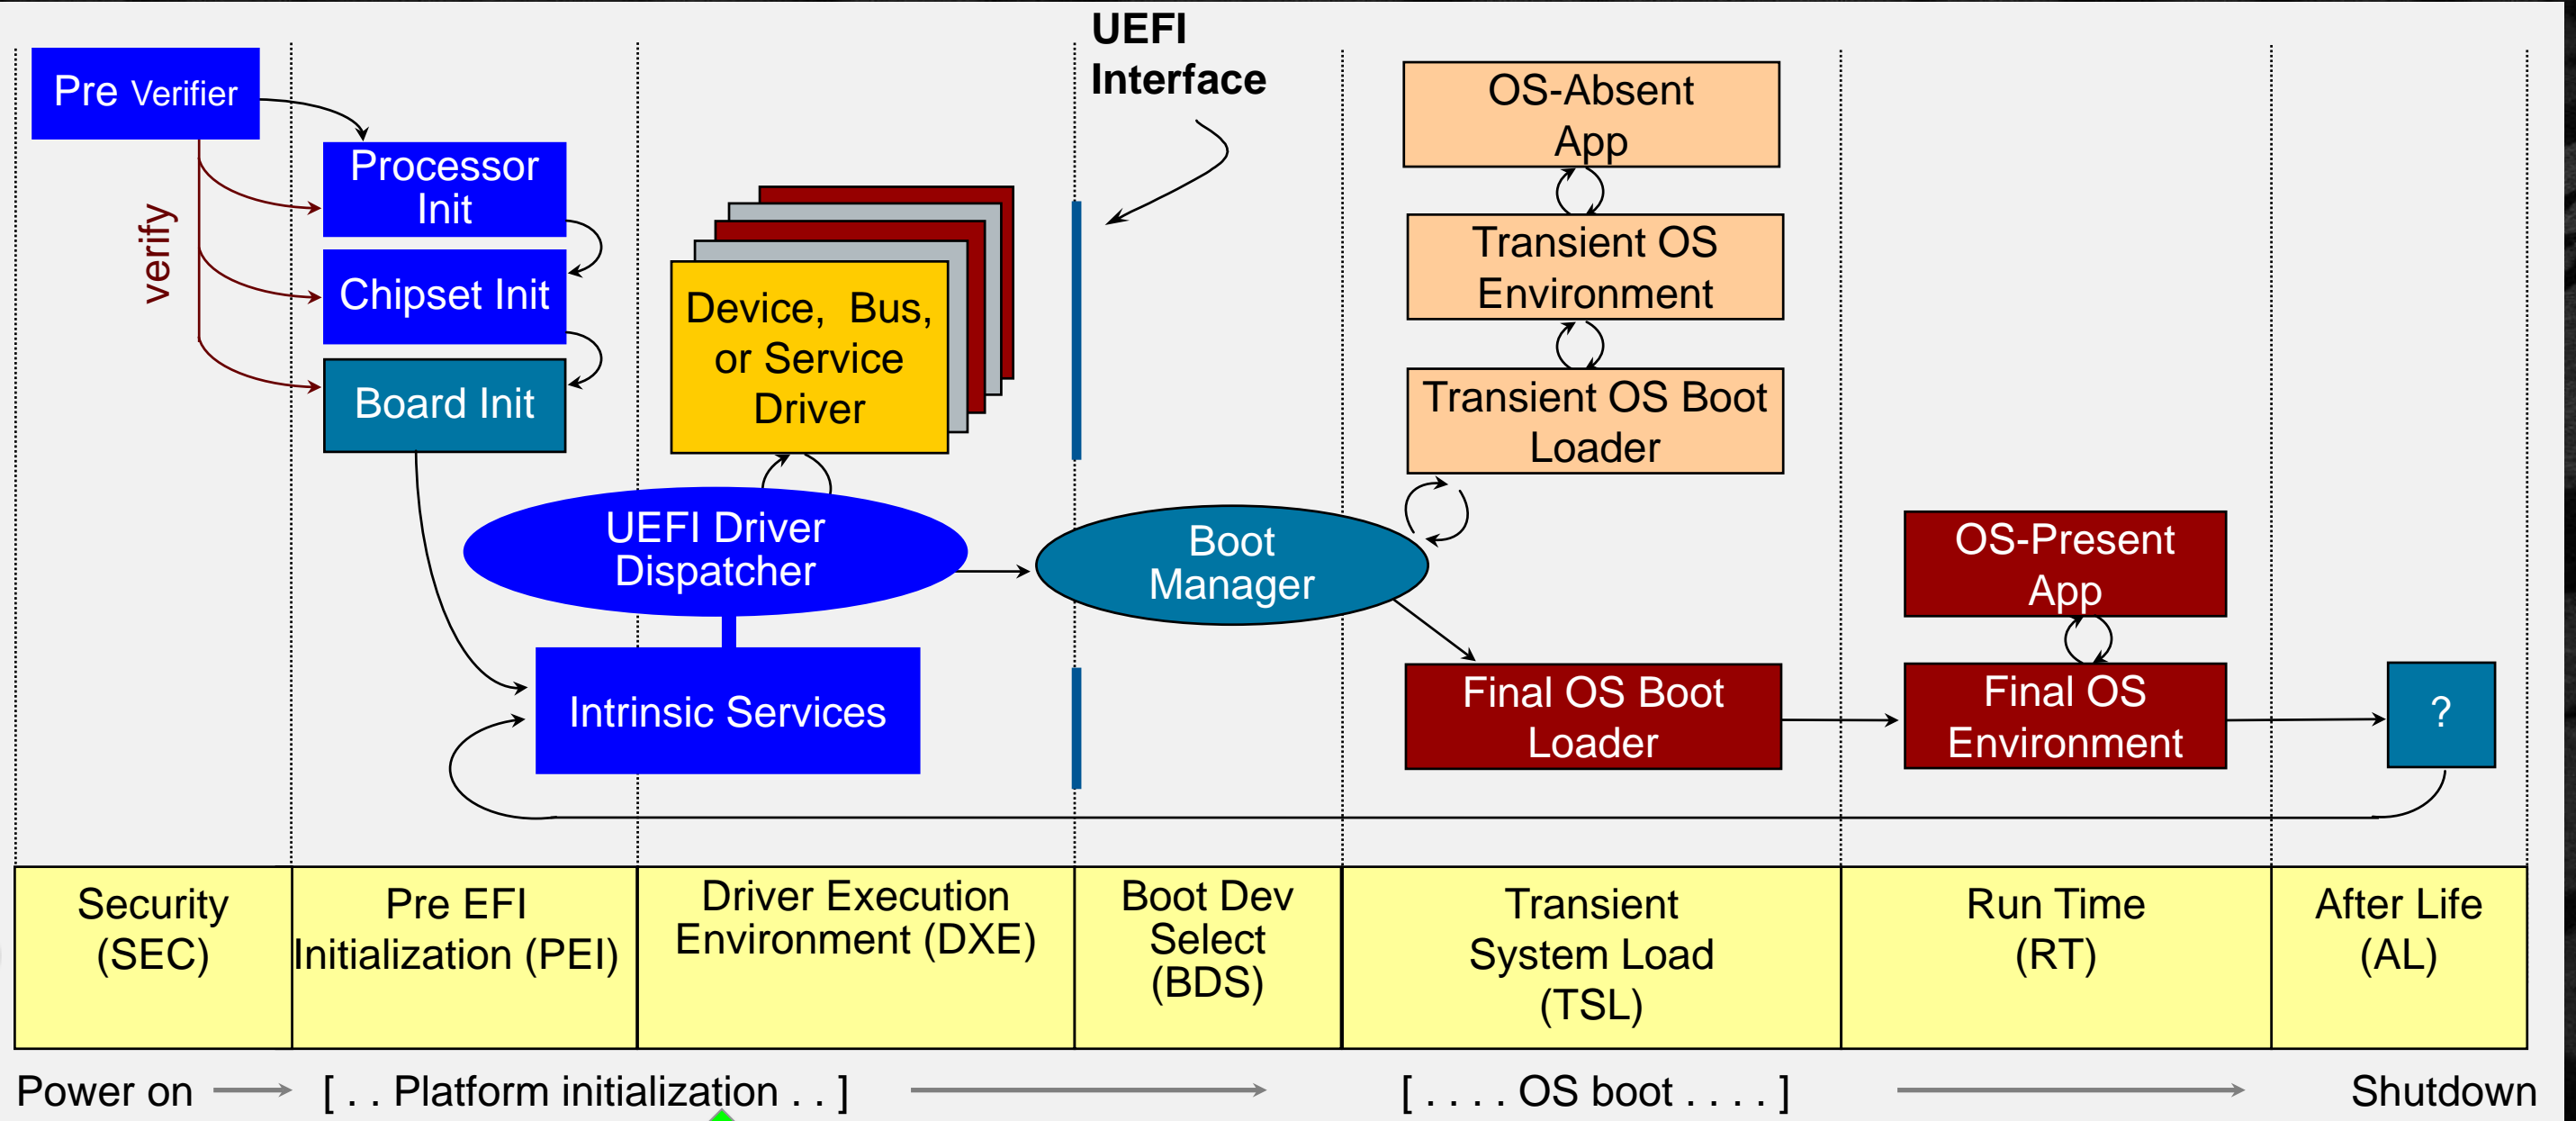 UEFI
Interface
Pre Verifier
verify
Processor
Init
Chipset Init
Board Init
Device, Bus,
or Service
Driver
UEFI Driver
Dispatcher
Intrinsic Services
Boot
Manager
OS-Absent
App
Transient OS
Environment
Transient OS Boot
Loader
Final OS Boot
Loader
OS-Present
App
Final OS
Environment
?
Security
(SEC)
Pre EFI
Initialization (PEI)
Driver Execution
Environment (DXE)
Boot Dev
Select
(BDS)
Transient
System Load
(TSL)
Run Time
(RT)
After Life
(AL)
Power on
[ . . Platform initialization . . ]
[ . . . . OS boot . . . . ]
Shutdown